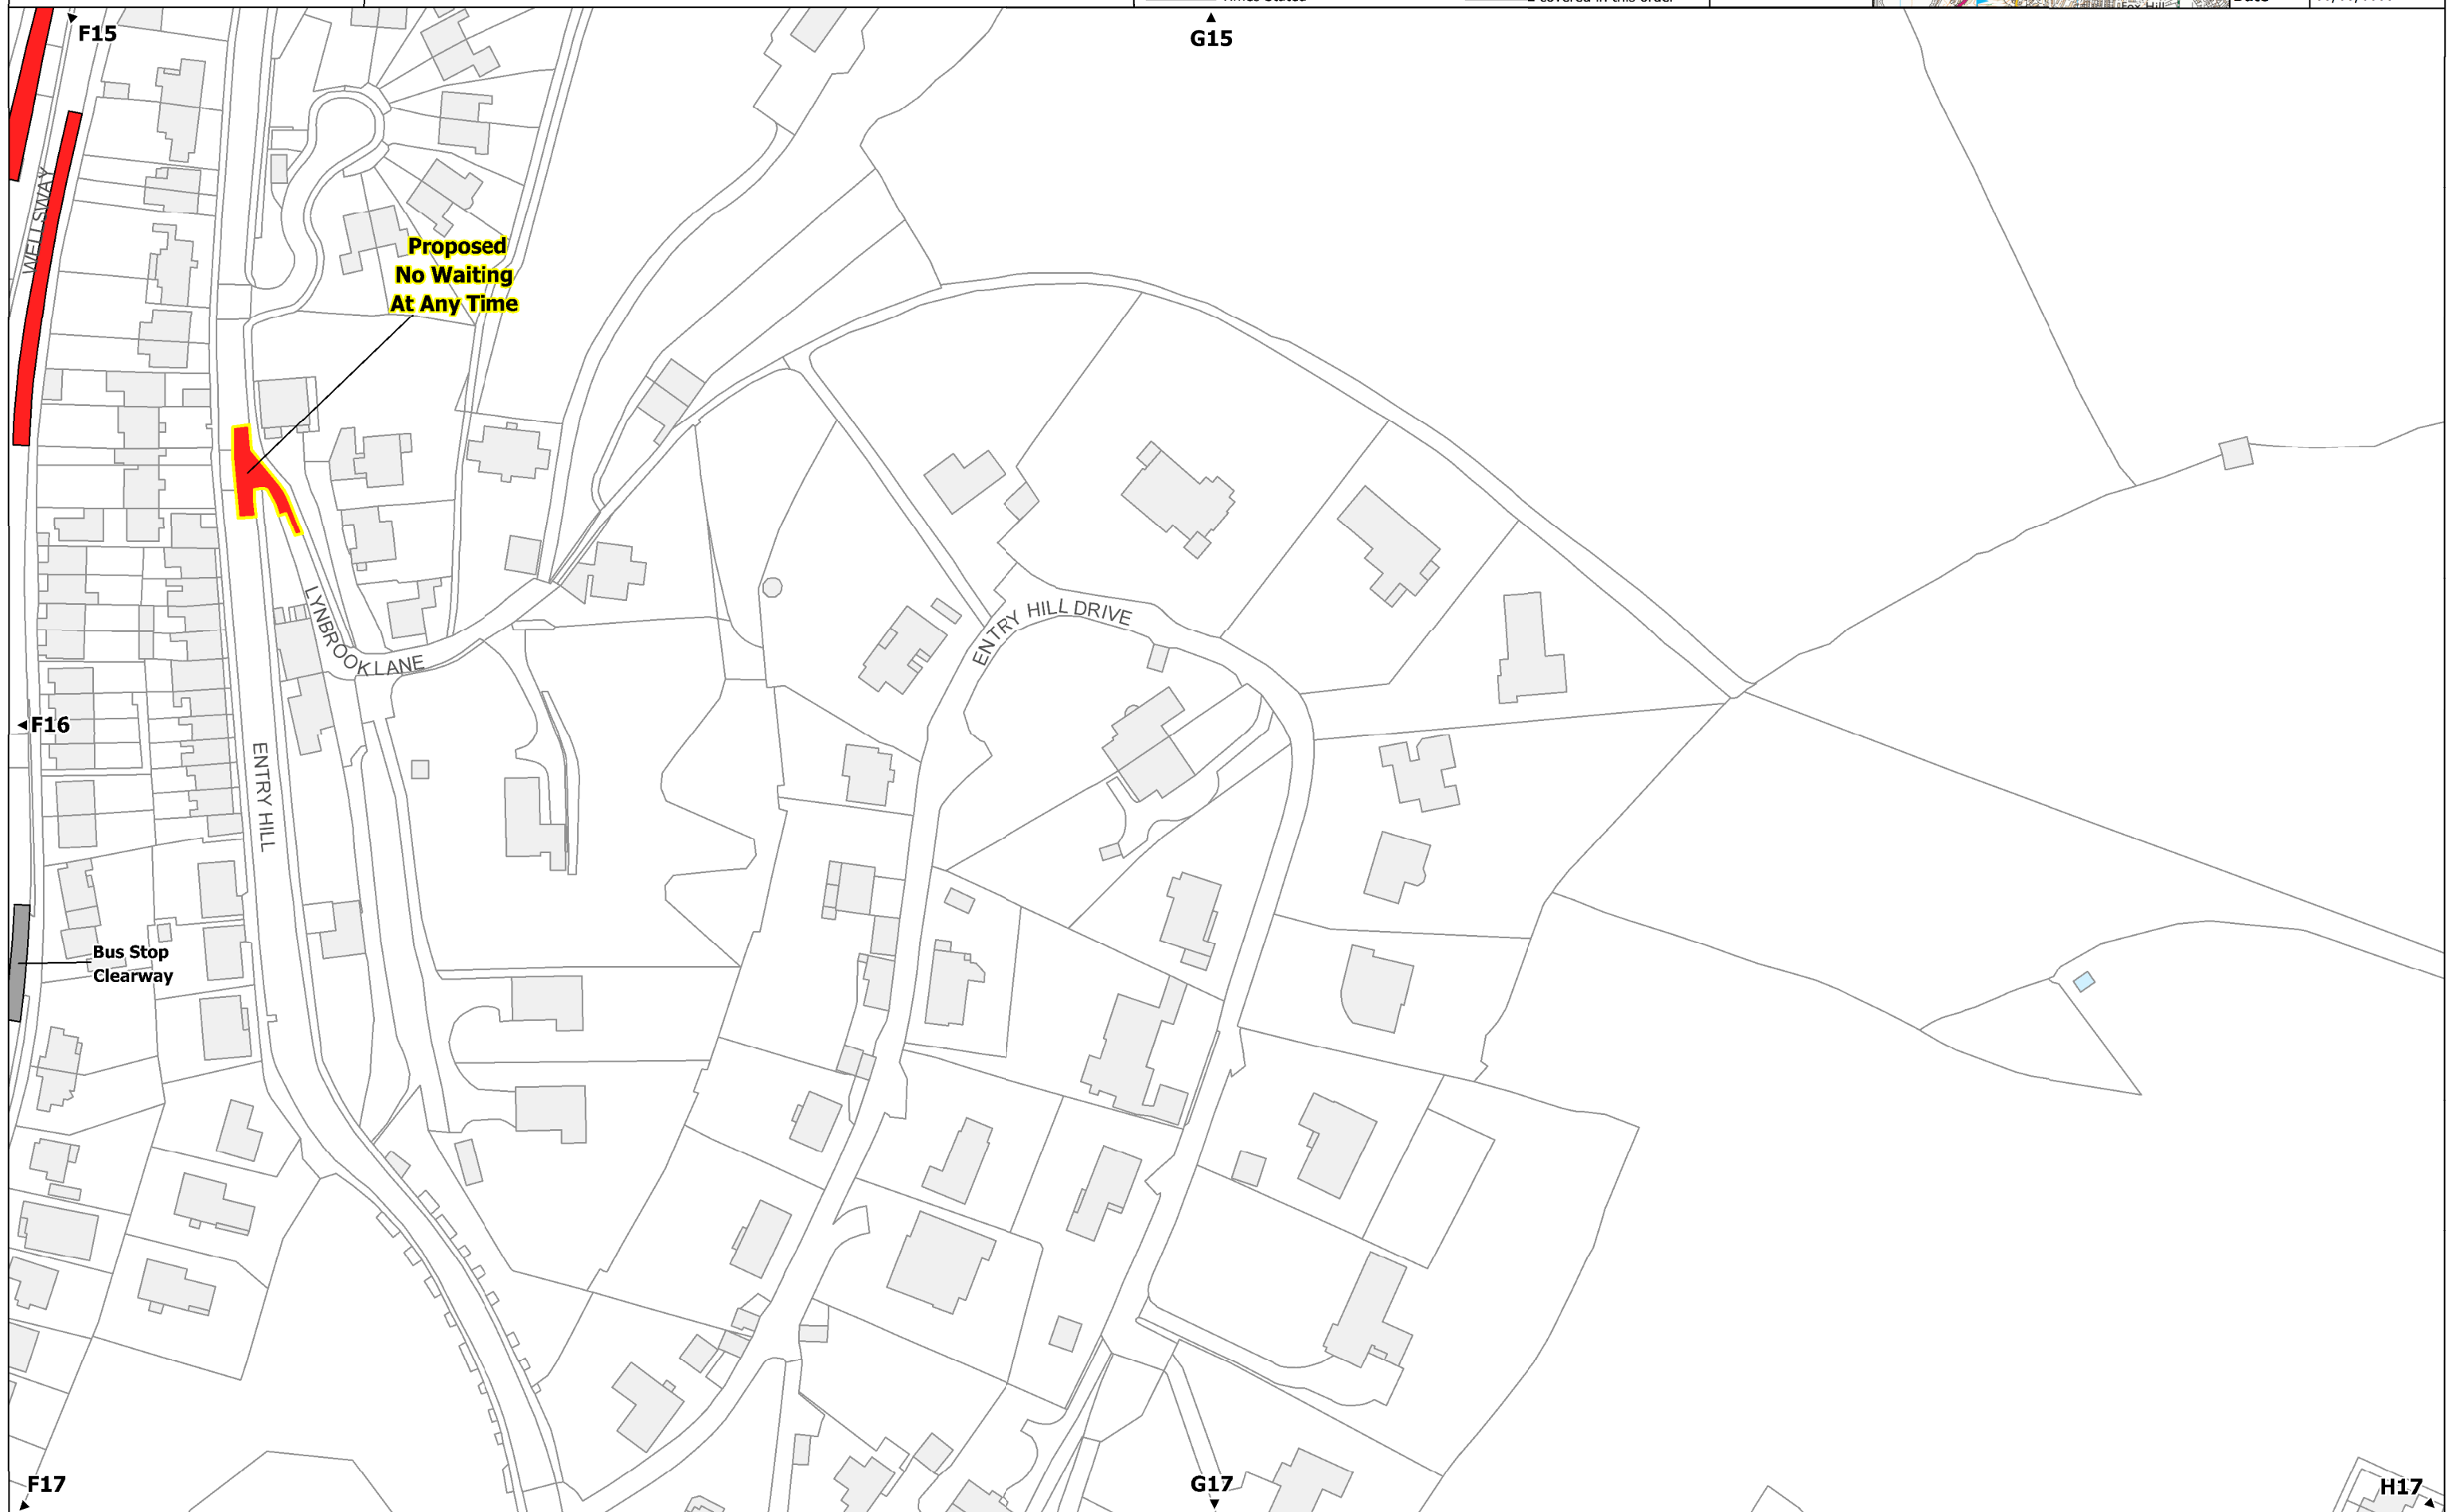 F15
G15
WELLSWAY
Proposed
No Waiting
At Any Time
LYNBROOK LANE
ENTRY HILL DRIVE
F16
ENTRY HILL
Bus Stop
Clearway
F17
G17
H17